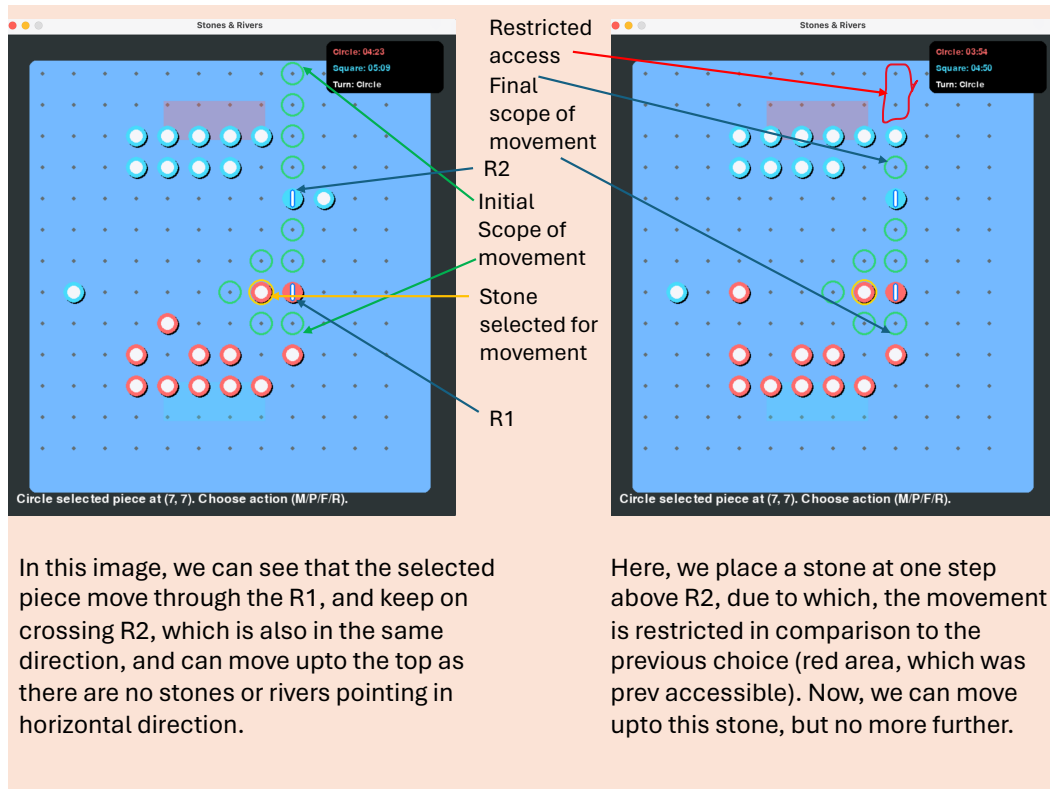 Stones & Rivers
Circle: 04:23
Square: 05:09
Turn: Circle
Circle selected piece at (7, 7). Choose action (M/P/F/R).
Restricted
access
Final
scope of
movement
R2
Initial
Scope of
movement
Stone
selected for
movement
R1
Stones & Rivers
Circle: 03:54
Square: 04:50
Turn: Circle
Circle selected piece at (7, 7). Choose action (M/P/F/R).
In this image, we can see that the selected
piece move through the R1, and keep on
crossing R2, which is also in the same
direction, and can move upto the top as
there are no stones or rivers pointing in
horizontal direction.
Here, we place a stone at one step
above R2, due to which, the movement
is restricted in comparison to the
previous choice (red area, which was
prev accessible). Now, we can move
upto this stone, but no more further.